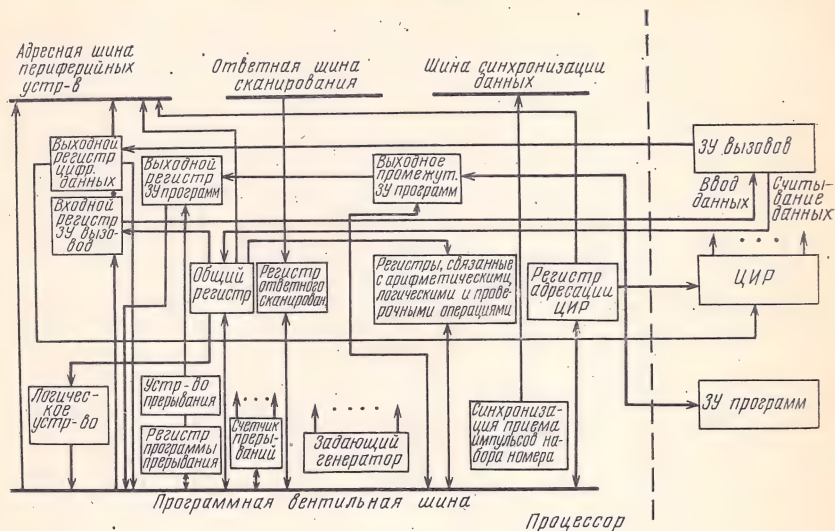 Адресная шина
периферийных
устр-в
Ответная шина
сканирования
Шина синхронизации
данных
Выходной
регистр
цифр.
данных
Выходной
регистр
ЗУ программ
Выходное
промежут.
ЗУ программ
ЗУ вызовов
Ввод
данных
Считы-
вание
данных
Входной
регистр
ЗУ вызо-
вов
Общий
регистр
Регистр
ответного
сканирован.
Регистры, связанные
с арифметическими,
логическими и прове-
рочными операциями
Регистр
адресации
ЦИР
ЦИР
Логичес-
кое
устр-во
Устр-во
прерывания
Регистр
программы
прерывания
Счетчик
преры-
ваний
Задающий
генератор
Синхрониза-
ция приема
импульсов на-
бора номера
ЗУ программ
Программная вентильная шина
Процессор